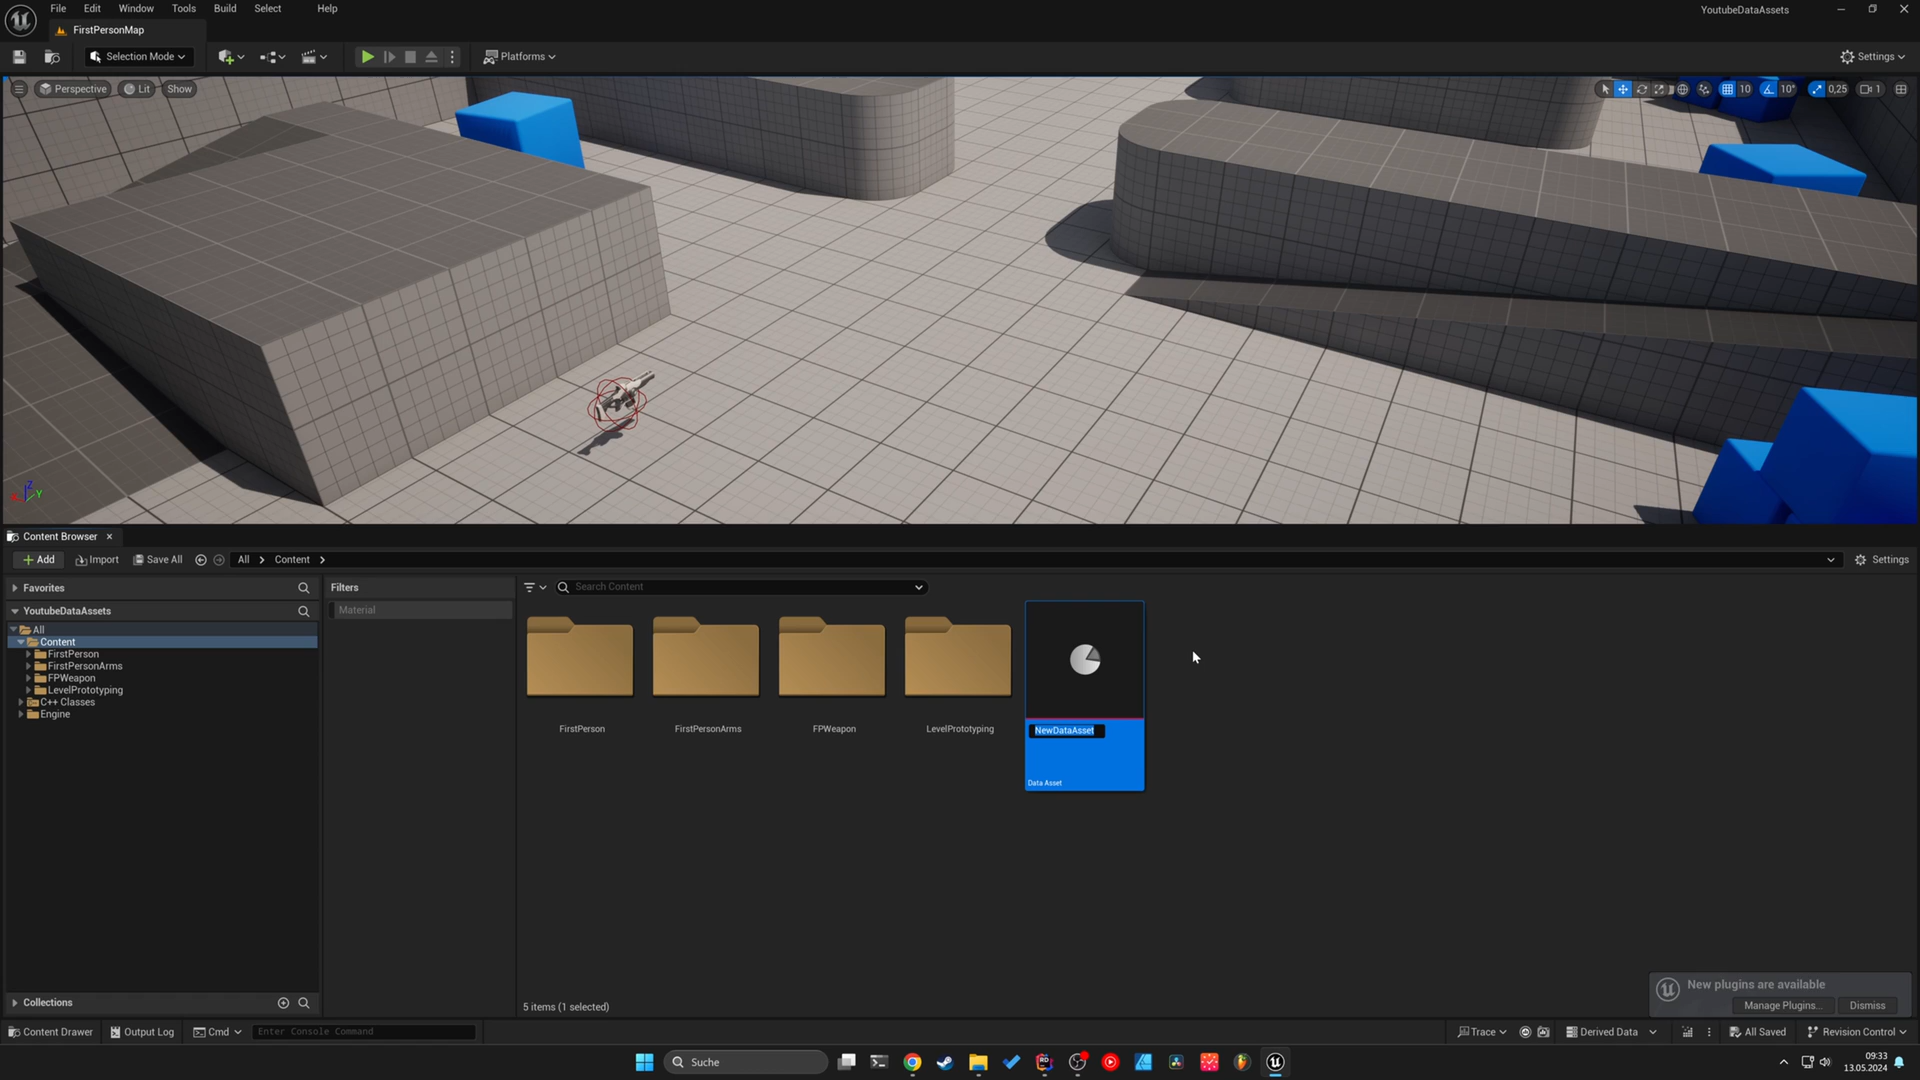 File Edit Window Tools Build Select Help
YoutubeDataAssets
FirstPersonMap
Selection Mode
Platforms
Settings
Perspective Lit Show
10 10° 0,25 1
Content Browser
Add Import Save All All Content Settings
Favorites
Filters
Search Content
Material
YoutubeDataAssets
All
Content
FirstPerson
FirstPersonArms
FPWeapon
LevelPrototyping
C++ Classes
Engine
FirstPerson FirstPersonArms FPWeapon LevelPrototyping NewDataAsset
Data Asset
New plugins are available
Manage Plugins... Dismiss
Collections
5 items (1 selected)
Content Drawer Output Log Cmd Enter Console Command Trace Derived Data All Saved Revision Control
Suche
09:33
13.05.2024
Z
Y